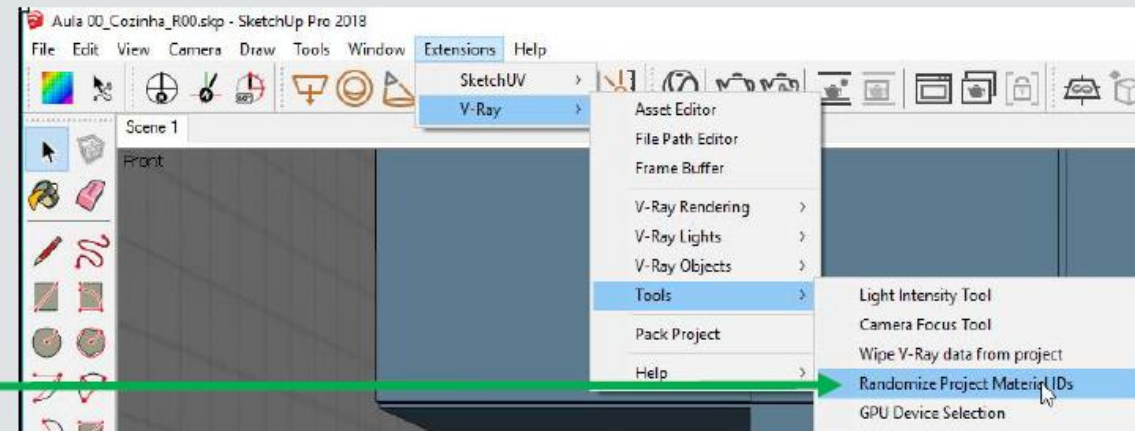 Aula 00_Cozinha_R00.skp - SketchUp Pro 2018
File Edit View Camera Draw Tools Window Extensions Help
SketchUV
V-Ray
Scene 1
Front
Asset Editor
File Path Editor
Frame Buffer
V-Ray Rendering
V-Ray Lights
V-Ray Objects
Tools
Pack Project
Help
Light Intensity Tool
Camera Focus Tool
Wipe V-Ray data from project
Randomize Project Material IDs
GPU Device Selection